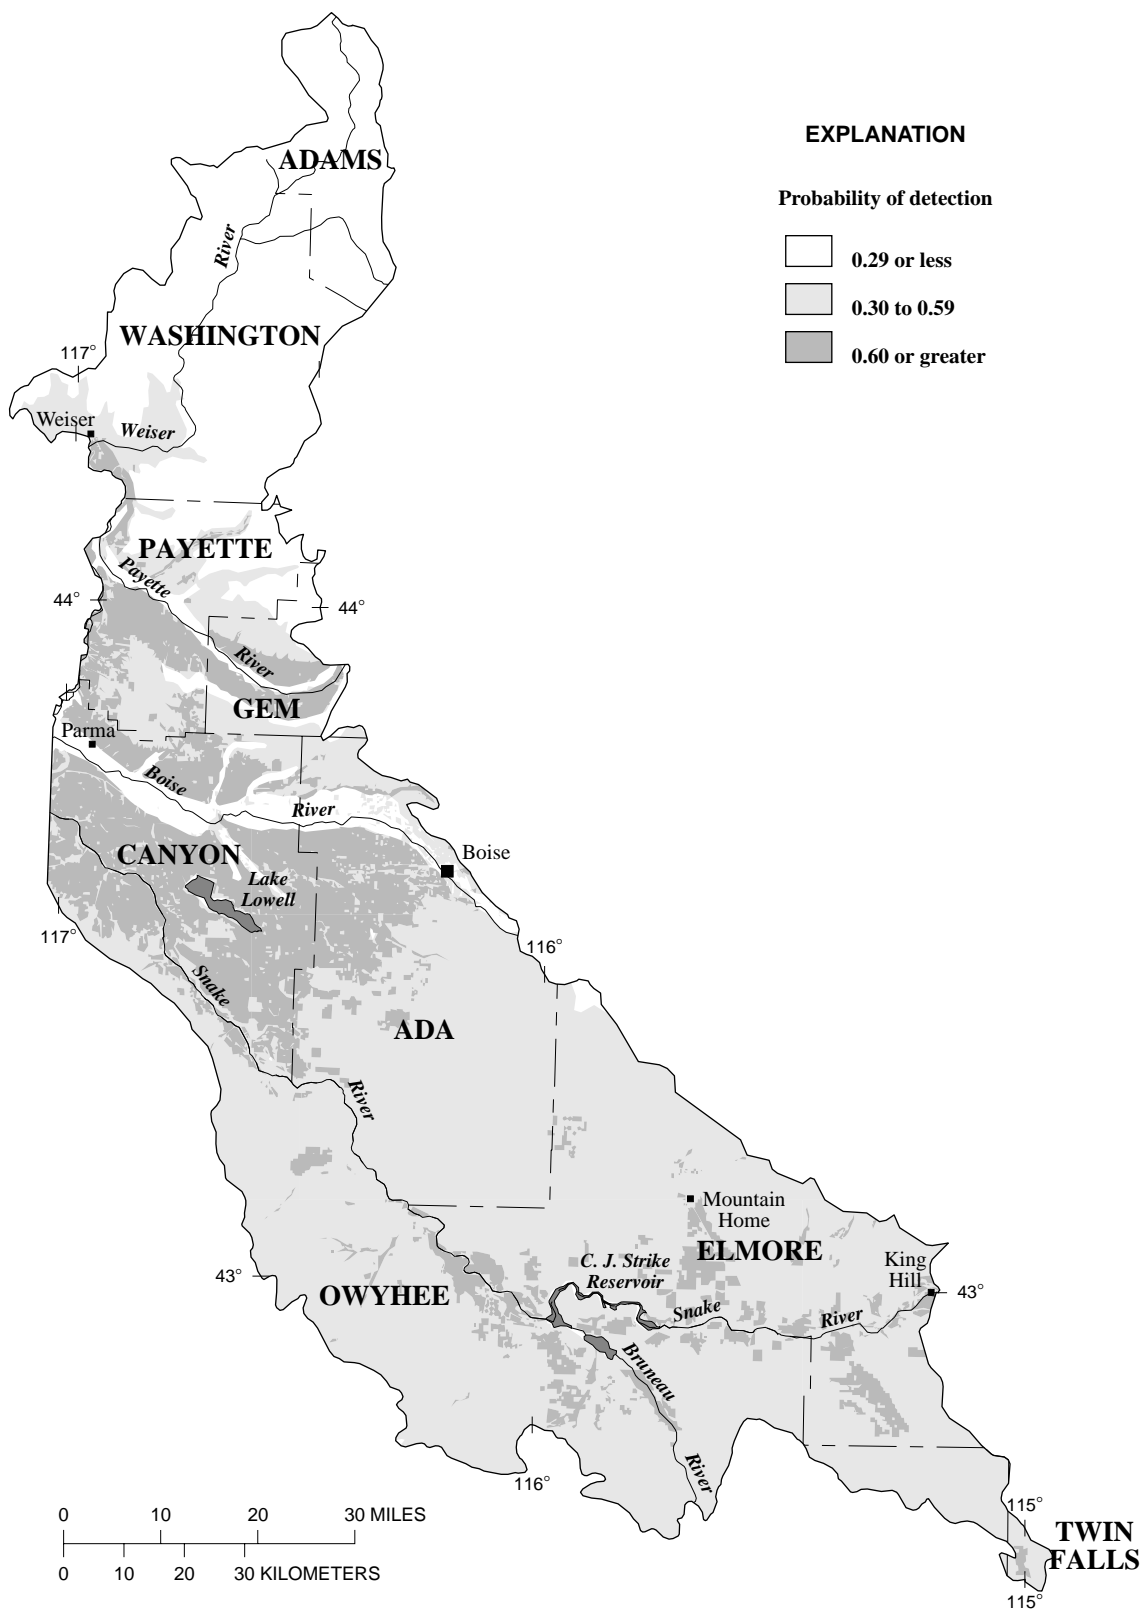 EXPLANATION
Probability of detection
0.29 or less
0.30 to 0.59
0.60 or greater
ADAMS
River
WASHINGTON
117°
Weiser
Weiser
PAYETTE
Payette
44°
44°
River
GEM
Parma
Boise
River
CANYON
Boise
Lake
Lowell
117°
116°
Snake
ADA
River
Mountain
Home
ELMORE
C. J. Strike
Reservoir
King
Hill
43°
43°
OWYHEE
Snake
River
Bruneau
River
116°
115°
TWIN
FALLS
115°
0 10 20 30 MILES
0 10 20 30 KILOMETERS